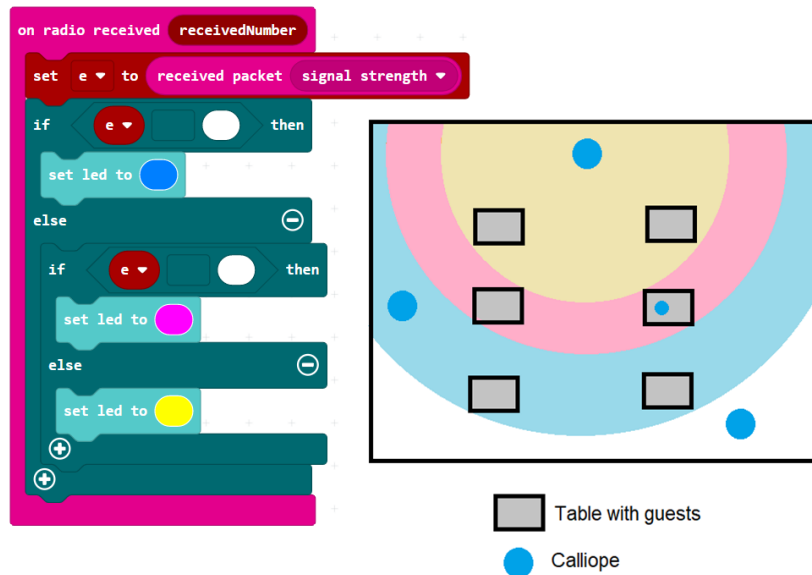 on radio received receivedNumber
set e to received packet signal strength
if e then
set led to
else
if e then
set led to
else
set led to
Table with guests
Calliope